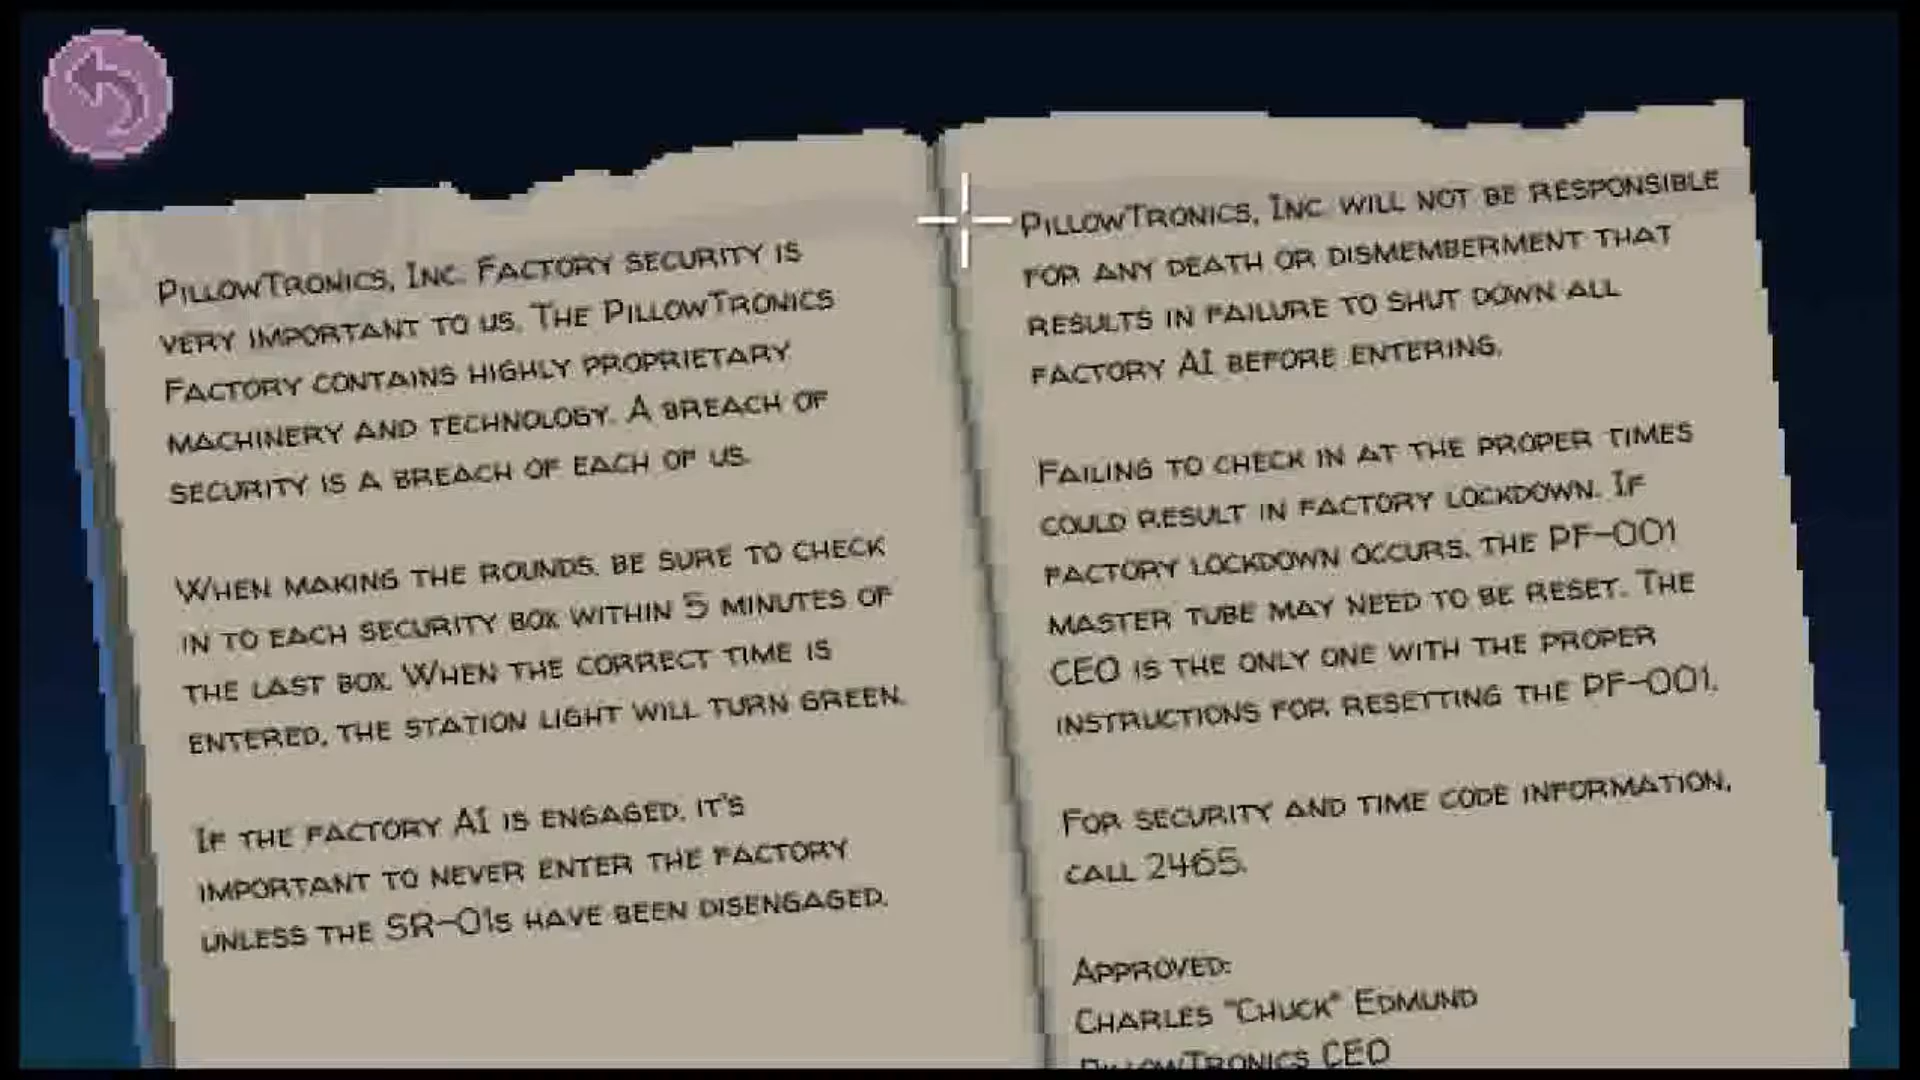 PillowTronics, Inc. Factory security is
very important to us. The PillowTronics
Factory contains highly proprietary
machinery and technology. A breach of
security is a breach of each of us.
When making the rounds, be sure to check
in to each security box within 5 minutes of
the last box. When the correct time is
entered, the station light will turn green.
If the factory AI is engaged, it's
important to never enter the factory
unless the SR-01s have been disengaged.
PillowTronics, Inc. will not be responsible
for any death or dismemberment that
results in failure to shut down all
factory AI before entering.
Failing to check in at the proper times
could result in factory lockdown. If
factory lockdown occurs, the PF-001
master tube may need to be reset. The
CEO is the only one with the proper
instructions for resetting the PF-001.
For security and time code information,
call 2465.
Approved:
Charles "Chuck" Edmund
PillowTronics CEO